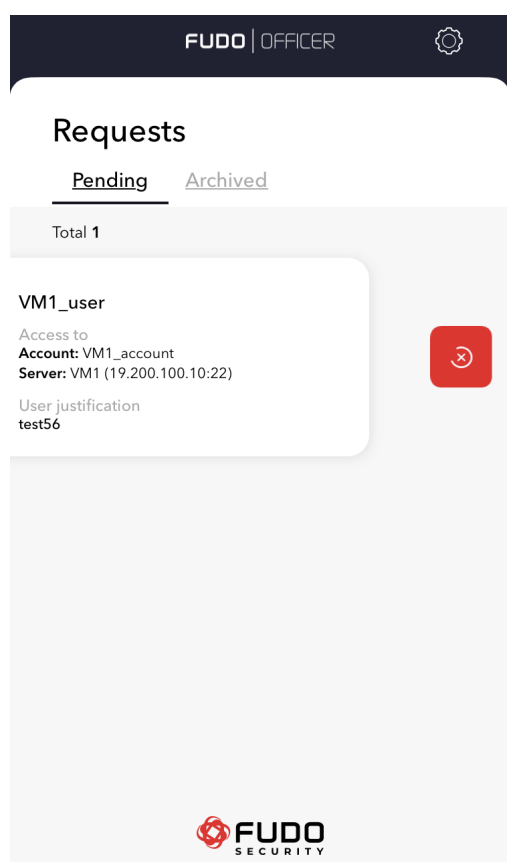 FUDO | OFFICER
Requests
Pending Archived
Total 1
VM1_user
Access to
Account: VM1_account
Server: VM1 (19.200.100.10:22)
User justification
test56
FUDO
SECURITY